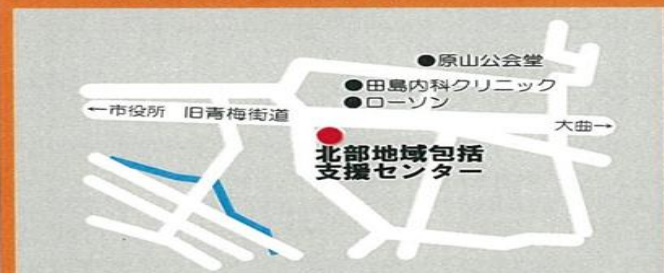 ●原山公会堂
●田島内科クリニック
●ローソン
←市役所 旧青梅街道
大曲→
北部地域包括
支援センター